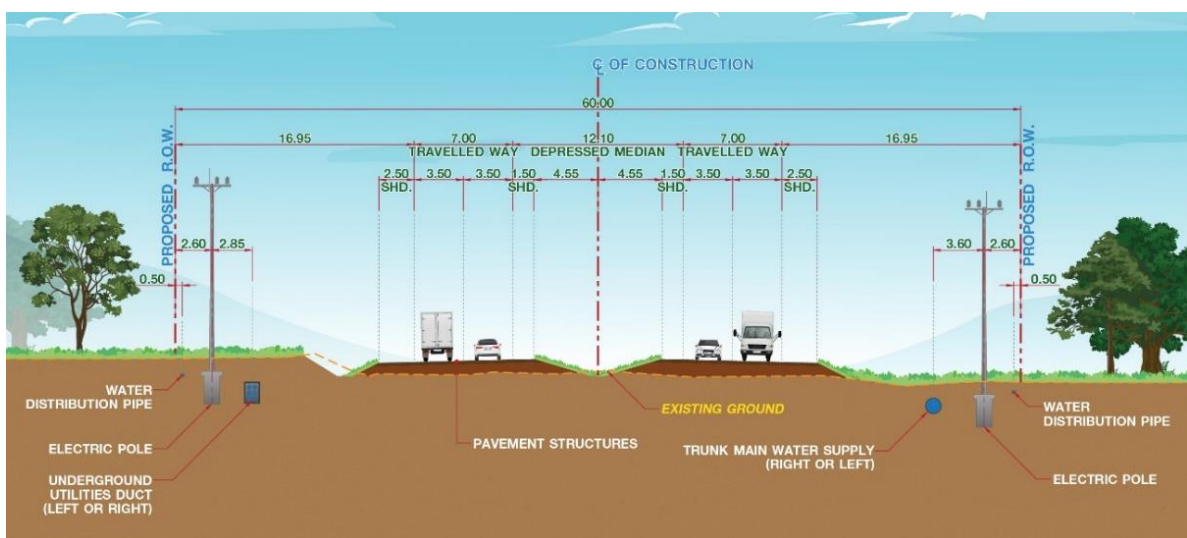 ℄ OF CONSTRUCTION
60.00
16.95 7.00 12.10 7.00 16.95
TRAVELLED WAY DEPRESSED MEDIAN TRAVELLED WAY
2.50 3.50 3.50 1.50 4.55 4.55 1.50 3.50 3.50 2.50
SHD. SHD. SHD. SHD.
PROPOSED R.O.W.
PROPOSED R.O.W.
2.60 2.85 3.60 2.60
0.50 0.50
WATER
DISTRIBUTION PIPE
ELECTRIC POLE
UNDERGROUND
UTILITIES DUCT
(LEFT OR RIGHT)
PAVEMENT STRUCTURES
EXISTING GROUND
TRUNK MAIN WATER SUPPLY
(RIGHT OR LEFT)
WATER
DISTRIBUTION PIPE
ELECTRIC POLE